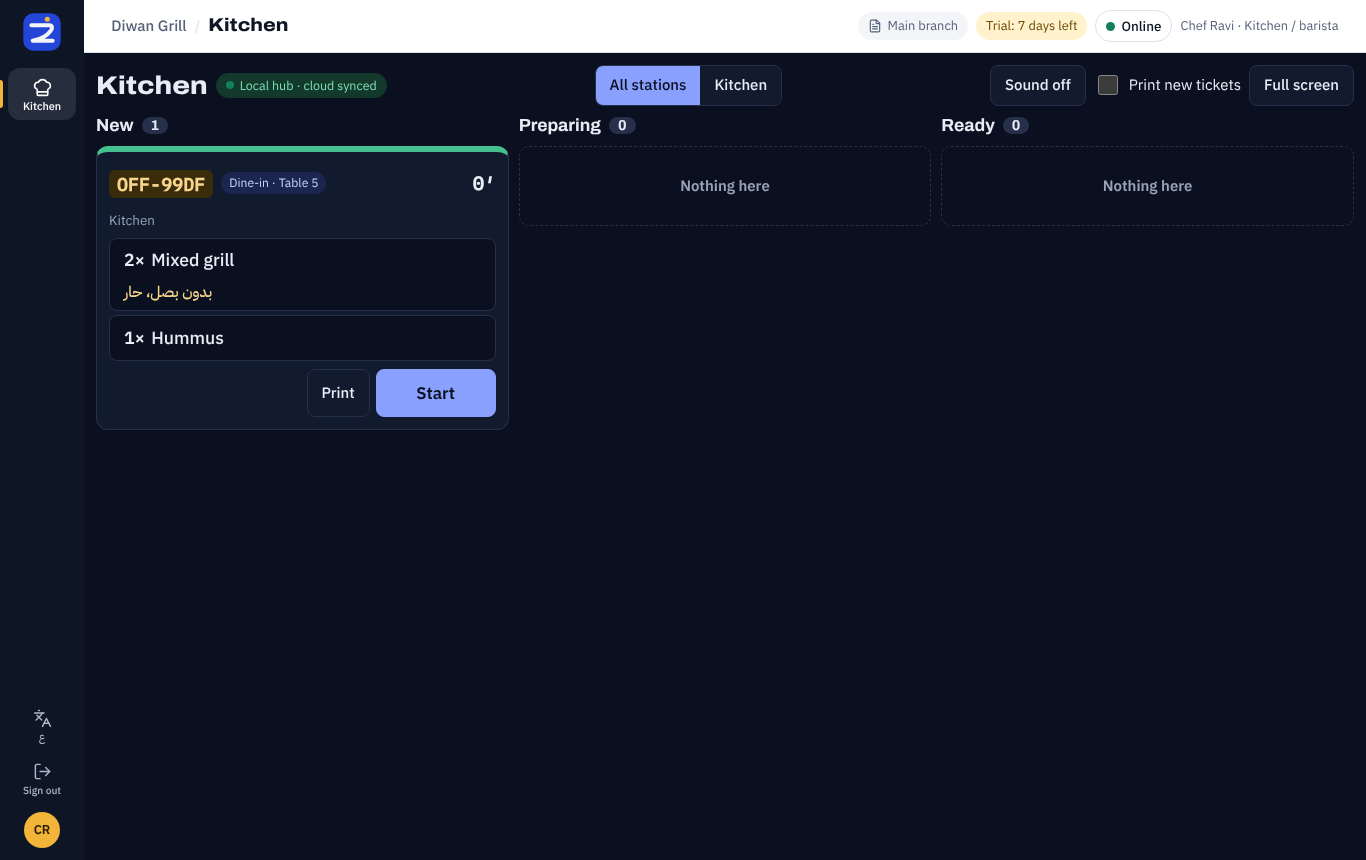 Diwan Grill / Kitchen
Main branch
Trial: 7 days left
Online
Chef Ravi · Kitchen / barista
Kitchen
Kitchen
Local hub · cloud synced
All stations
Kitchen
Sound off
Print new tickets
Full screen
New 1
OFF-99DF
Dine-in · Table 5
0′
Kitchen
2× Mixed grill
بدون بصل، حار
1× Hummus
Print
Start
Preparing 0
Nothing here
Ready 0
Nothing here
ع
Sign out
CR